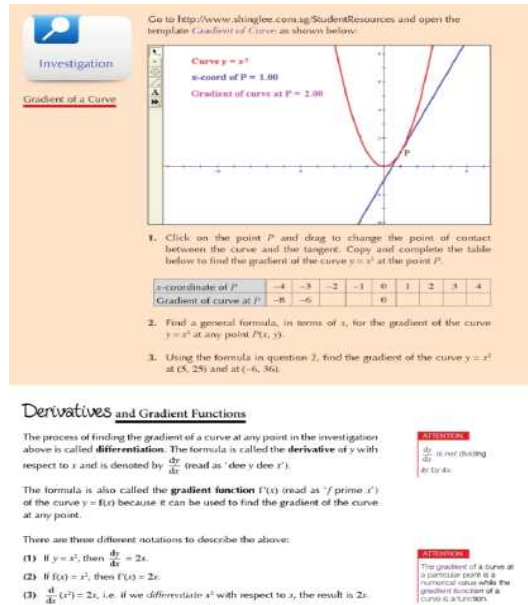 Go to http://www.shinglee.com.sg/StudentResources and open the
template Gradient of Curve as shown below:
Investigation
Gradient of a Curve
Curve y = x²
x-coord of P = 1.00
Gradient of curve at P = 2.00
A
P
1. Click on the point P and drag to change the point of contact
between the curve and the tangent. Copy and complete the table
below to find the gradient of the curve y = x² at the point P.
x-coordinate of P -4 -3 -2 -1 0 1 2 3 4
Gradient of curve at P -8 -6 0
2. Find a general formula, in terms of x, for the gradient of the curve
y = x² at any point P(x, y).
3. Using the formula in question 2, find the gradient of the curve y = x²
at (5, 25) and at (-6, 36).
Derivatives and Gradient Functions
The process of finding the gradient of a curve at any point in the investigation
above is called differentiation. The formula is called the derivative of y with
respect to x and is denoted by dy/dx (read as 'dee y dee x').
ATTENTION
dy/dx is not dividing
dy by dx.
The formula is also called the gradient function f'(x) (read as 'f prime x')
of the curve y = f(x) because it can be used to find the gradient of the curve
at any point.
There are three different notations to describe the above:
(1) If y = x², then dy/dx = 2x.
(2) If f(x) = x², then f'(x) = 2x.
(3) d/dx (x²) = 2x, i.e. if we differentiate x² with respect to x, the result is 2x.
ATTENTION
The gradient of a curve at
a particular point is a
numerical value while the
gradient function of a
curve is a function.